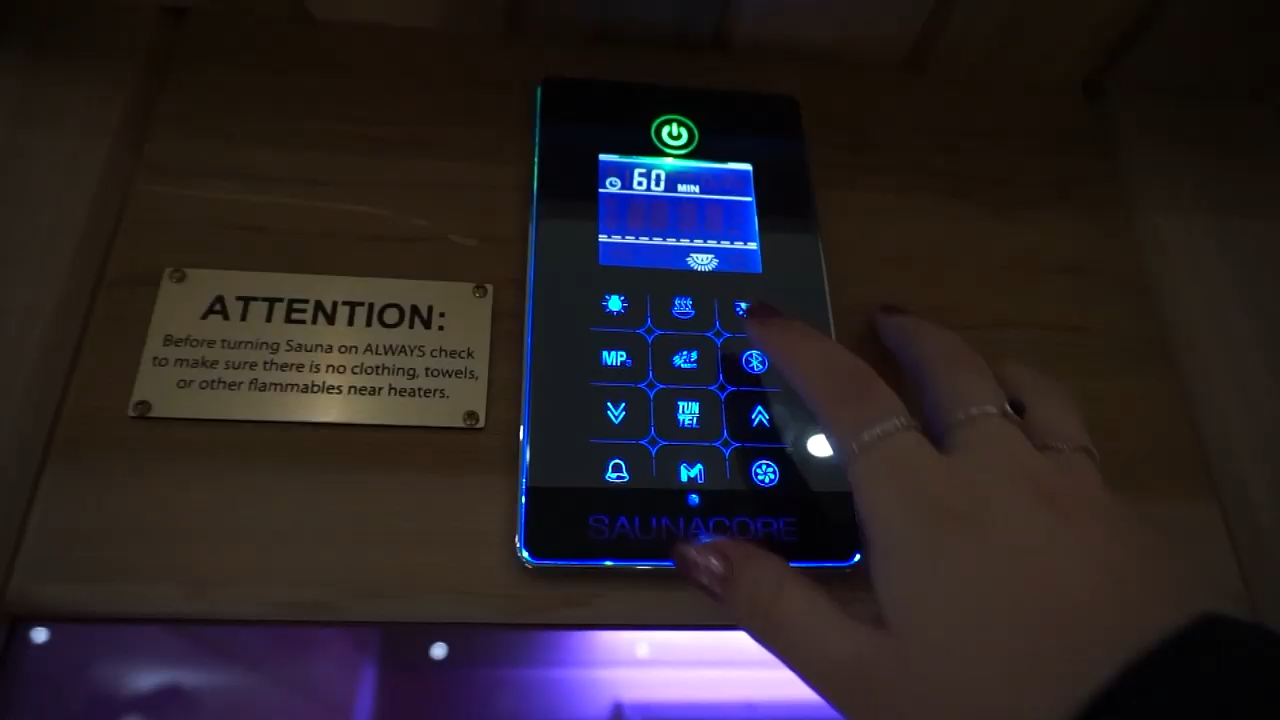 60 MIN
ATTENTION:
Before turning Sauna on ALWAYS check
to make sure there is no clothing, towels,
or other flammables near heaters.
MP3
TUN
TEL
M
SAUNACORE